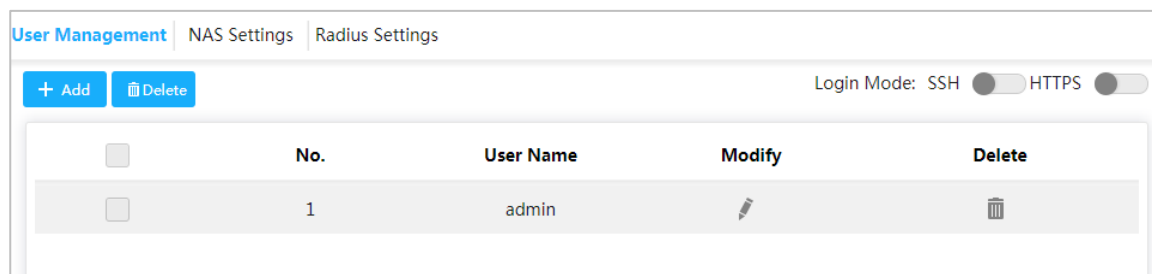 User Management NAS Settings Radius Settings
+ Add Delete Login Mode: SSH HTTPS
No. User Name Modify Delete
1 admin